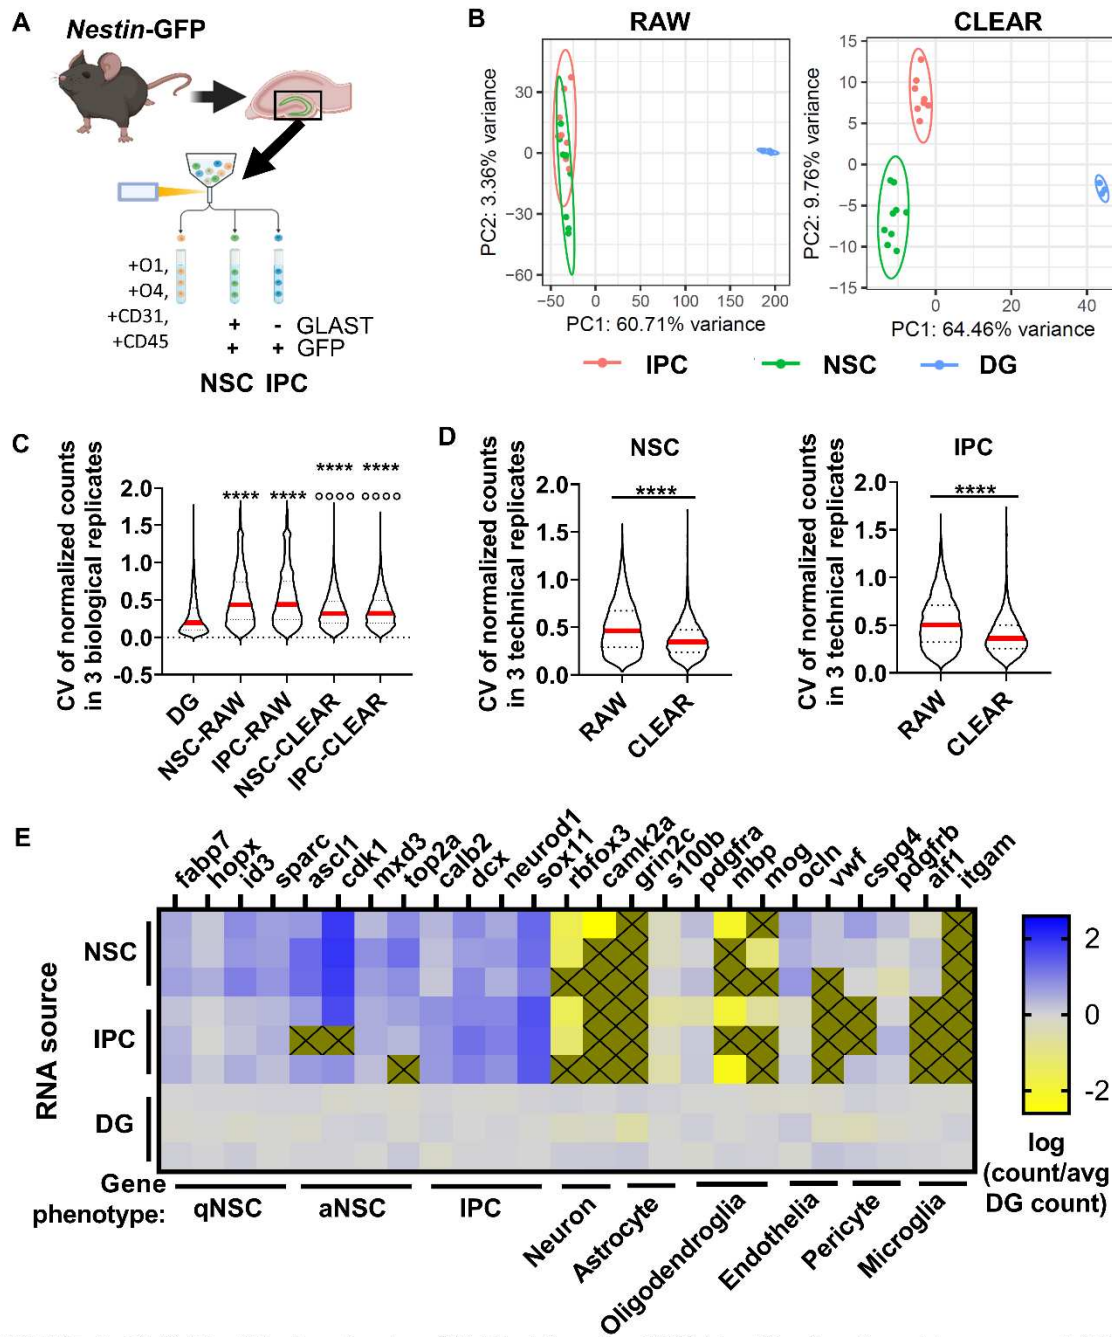 A
Nestin-GFP
+O1,
+O4,
+CD31,
+CD45
+ - GLAST
+ + GFP
NSC IPC
B
RAW
CLEAR
PC2: 3.36% variance
30
0
−30
−60
−50 0 50 100 150 200
PC1: 60.71% variance
PC2: 9.76% variance
15
10
5
0
−5
−10
−15
0 20 40
PC1: 64.46% variance
IPC NSC DG
C
CV of normalized counts
in 3 biological replicates
2.0
1.5
1.0
0.5
0.0
-0.5
**** **** **** ****
°°°° °°°°
DG
NSC-RAW
IPC-RAW
NSC-CLEAR
IPC-CLEAR
D
NSC
CV of normalized counts
in 3 technical replicates
2.0
1.5
1.0
0.5
0.0
****
RAW
CLEAR
IPC
CV of normalized counts
in 3 technical replicates
2.0
1.5
1.0
0.5
0.0
****
RAW
CLEAR
E
fabp7
hopx
id3
sparc
ascl1
cdk1
mxd3
top2a
calb2
dcx
neurod1
sox11
rbfox3
camk2a
grin2c
s100b
pdgfra
mbp
mog
ocln
vwf
cspg4
pdgfrb
aif1
itgam
RNA source
NSC
IPC
DG
2
0
-2
log
(count/avg
DG count)
Gene
phenotype:
qNSC
aNSC
IPC
Neuron
Astrocyte
Oligodendroglia
Endothelia
Pericyte
Microglia